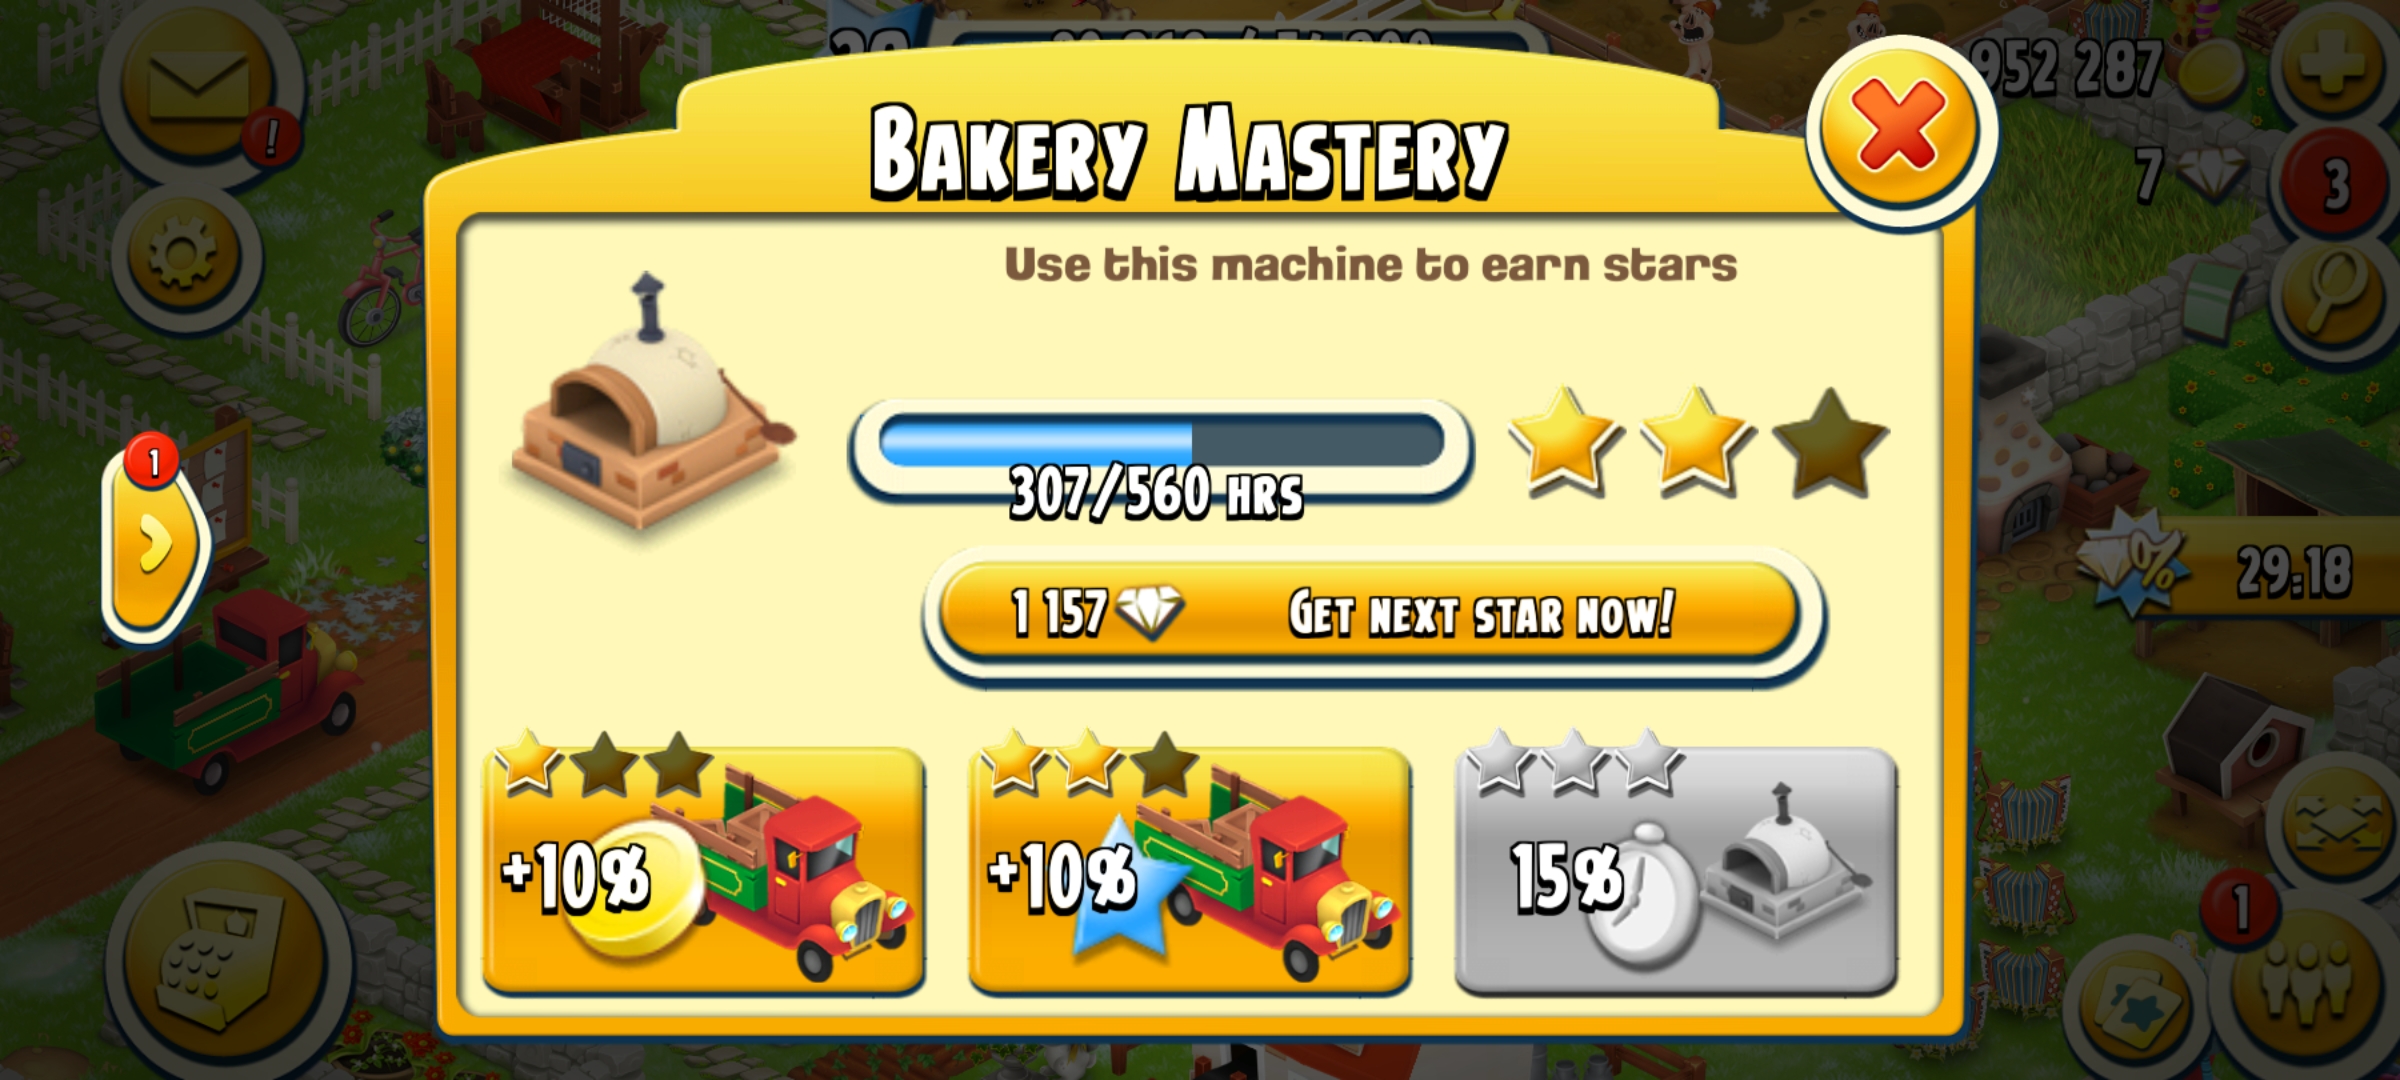 952 287
!
BAKERY MASTERY
7
3
Use this machine to earn stars
1
307/560 HRS
29:18
%
1 157 GET NEXT STAR NOW!
+10%
+10%
15%
1